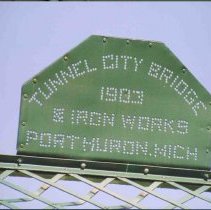 TUNNEL CITY BRIDGE
1903
& IRON WORKS
PORT HURON, MICH